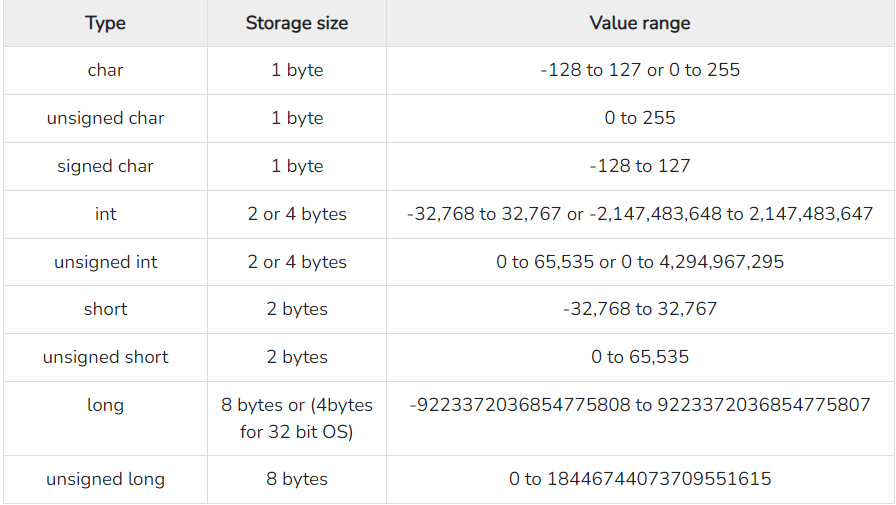 Type Storage size Value range
char 1 byte -128 to 127 or 0 to 255
unsigned char 1 byte 0 to 255
signed char 1 byte -128 to 127
int 2 or 4 bytes -32,768 to 32,767 or -2,147,483,648 to 2,147,483,647
unsigned int 2 or 4 bytes 0 to 65,535 or 0 to 4,294,967,295
short 2 bytes -32,768 to 32,767
unsigned short 2 bytes 0 to 65,535
long 8 bytes or (4bytes -9223372036854775808 to 9223372036854775807
for 32 bit OS)
unsigned long 8 bytes 0 to 18446744073709551615